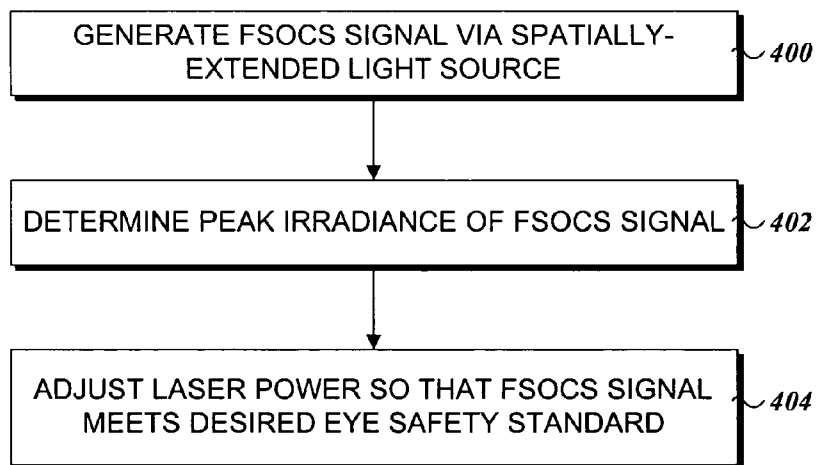 GENERATE FSOCS SIGNAL VIA SPATIALLY-
EXTENDED LIGHT SOURCE
400
DETERMINE PEAK IRRADIANCE OF FSOCS SIGNAL
402
ADJUST LASER POWER SO THAT FSOCS SIGNAL
MEETS DESIRED EYE SAFETY STANDARD
404